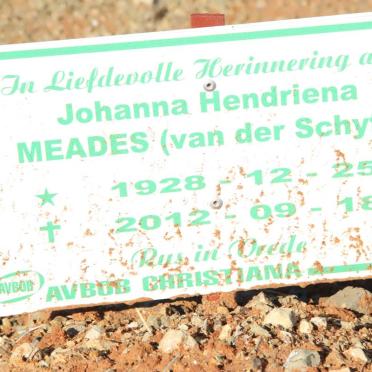 In Liefdevolle Herinnering a
Johanna Hendriena
MEADES (van der Schy
1928 - 12 - 25
2012 - 09 - 18
Rus in Vrede
AVBOB
AVBOB CHRISTIANA